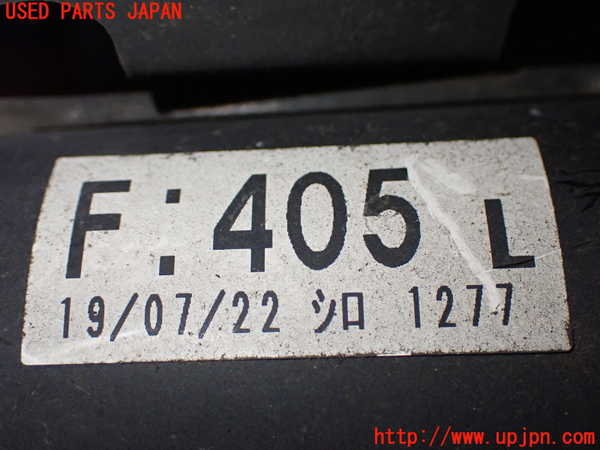 USED PARTS JAPAN
F:405 L
19/07/22 シロ 1277
http://www.upjpn.com